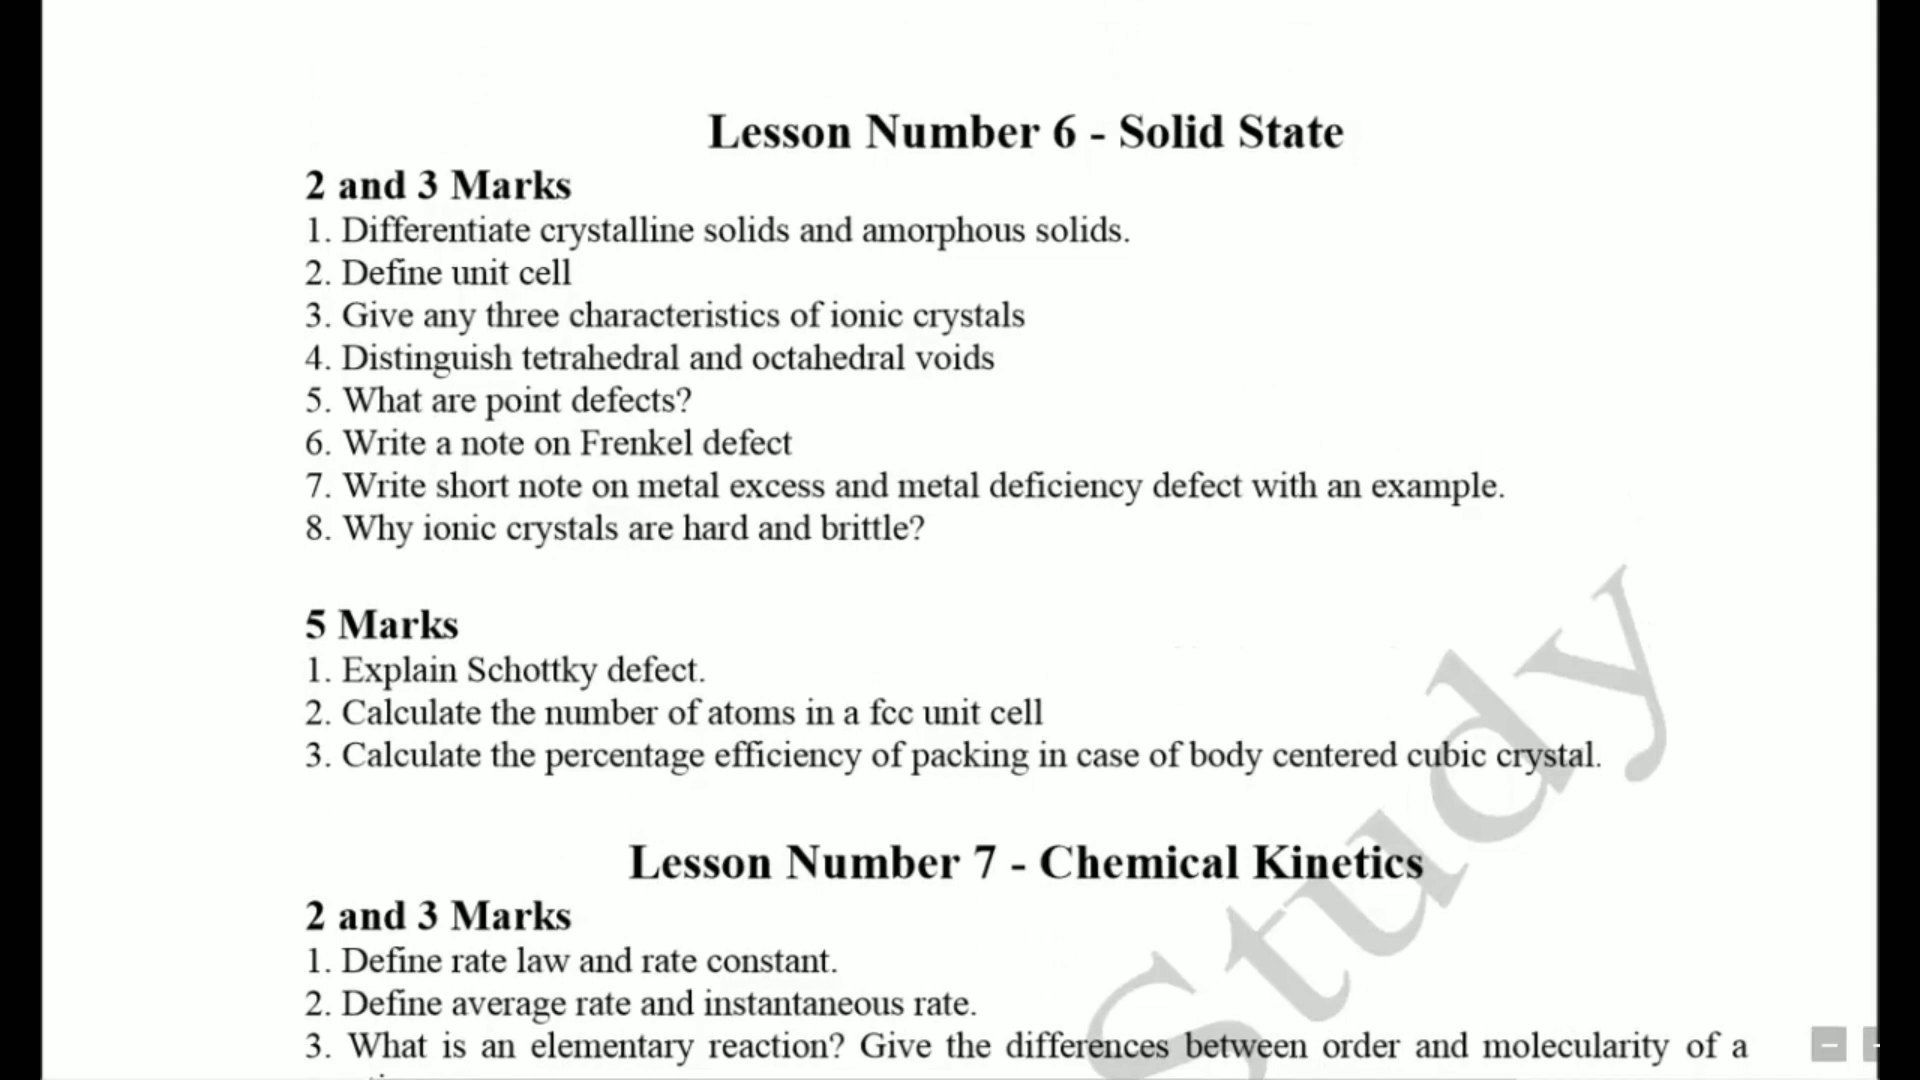 Lesson Number 6 - Solid State
2 and 3 Marks
1. Differentiate crystalline solids and amorphous solids.
2. Define unit cell
3. Give any three characteristics of ionic crystals
4. Distinguish tetrahedral and octahedral voids
5. What are point defects?
6. Write a note on Frenkel defect
7. Write short note on metal excess and metal deficiency defect with an example.
8. Why ionic crystals are hard and brittle?
5 Marks
1. Explain Schottky defect.
2. Calculate the number of atoms in a fcc unit cell
3. Calculate the percentage efficiency of packing in case of body centered cubic crystal.
Lesson Number 7 - Chemical Kinetics
2 and 3 Marks
1. Define rate law and rate constant.
2. Define average rate and instantaneous rate.
3. What is an elementary reaction? Give the differences between order and molecularity of a
Study